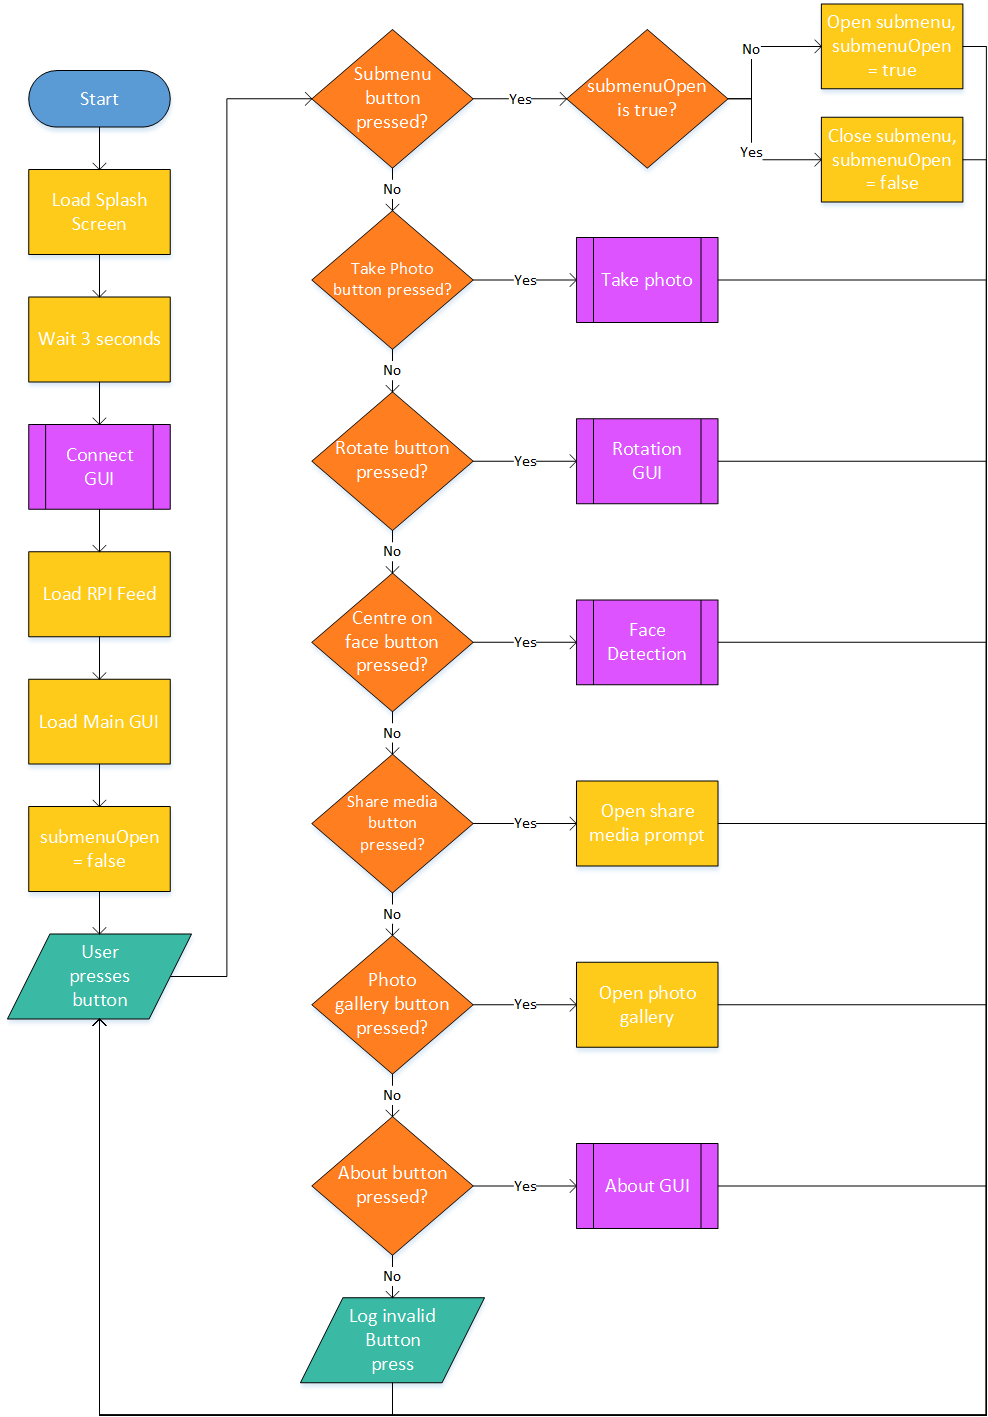 Start
Load Splash
Screen
Wait 3 seconds
Connect
GUI
Load RPI Feed
Load Main GUI
submenuOpen
= false
User
presses
button
Submenu
button
pressed?
Yes
submenuOpen
is true?
No
Open submenu,
submenuOpen
= true
Yes
Close submenu,
submenuOpen
= false
No
Take Photo
button pressed?
Yes
Take photo
No
Rotate button
pressed?
Yes
Rotation
GUI
No
Centre on
face button
pressed?
Yes
Face
Detection
No
Share media
button
pressed?
Yes
Open share
media prompt
No
Photo
gallery button
pressed?
Yes
Open photo
gallery
No
About button
pressed?
Yes
About GUI
No
Log invalid
Button
press